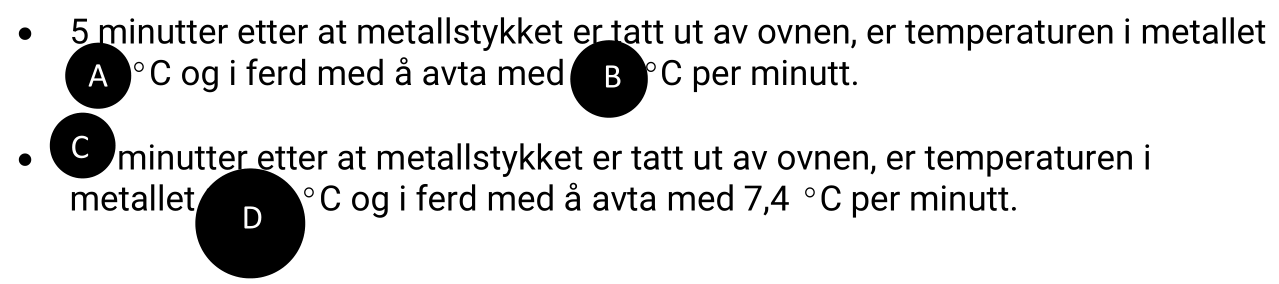 • 5 minutter etter at metallstykket er tatt ut av ovnen, er temperaturen i metallet
A °C og i ferd med å avta med B °C per minutt.
• C minutter etter at metallstykket er tatt ut av ovnen, er temperaturen i
metallet D °C og i ferd med å avta med 7,4 °C per minutt.